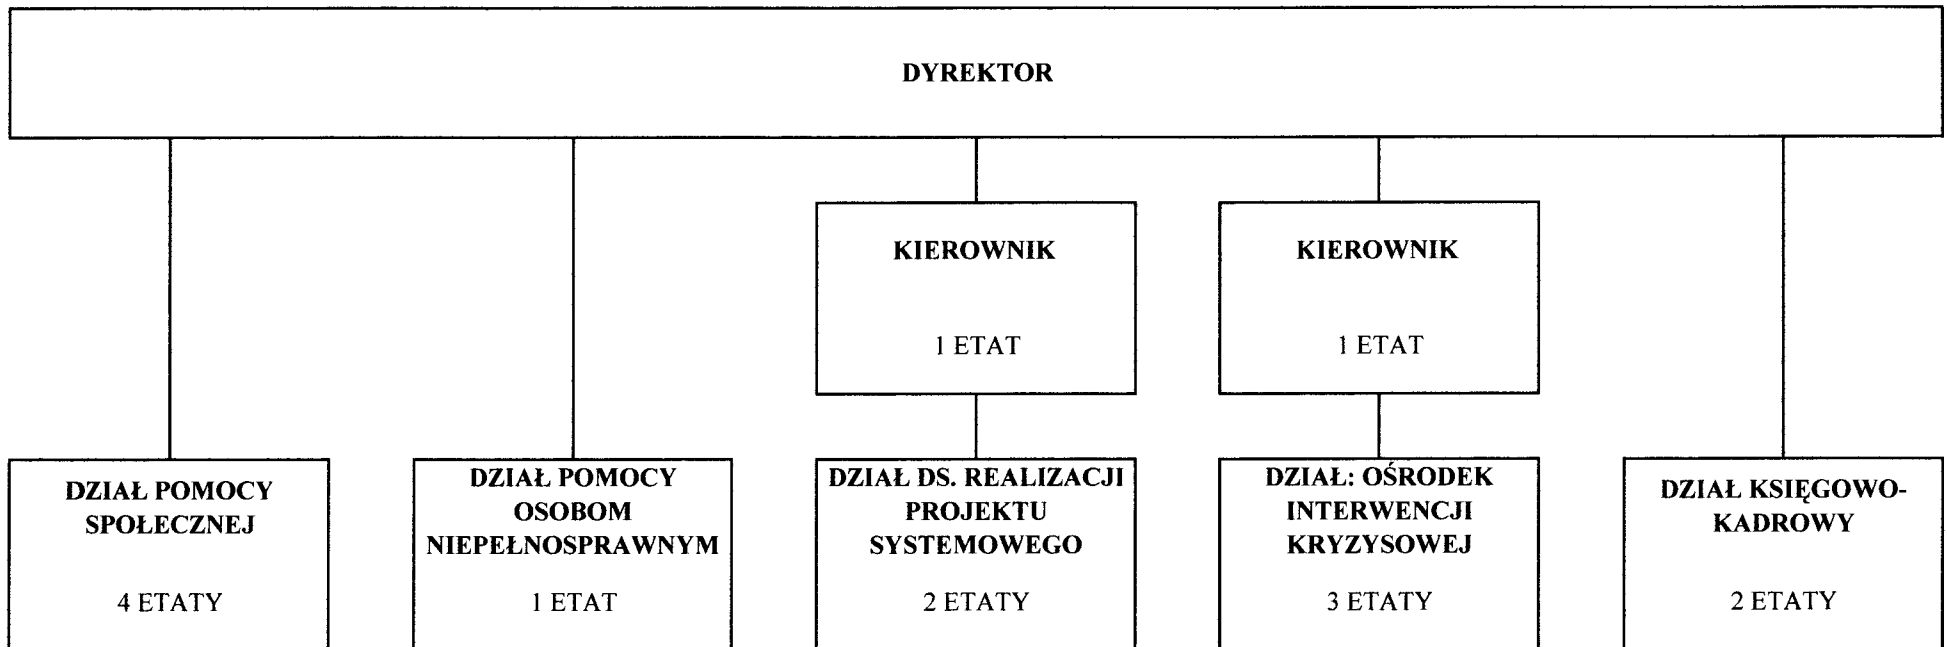 DYREKTOR
KIEROWNIK
1 ETAT
KIEROWNIK
1 ETAT
DZIAŁ POMOCY
SPOŁECZNEJ
4 ETATY
DZIAŁ POMOCY
OSOBOM
NIEPEŁNOSPRAWNYM
1 ETAT
DZIAŁ DS. REALIZACJI
PROJEKTU
SYSTEMOWEGO
2 ETATY
DZIAŁ: OŚRODEK
INTERWENCJI
KRYZYSOWEJ
3 ETATY
DZIAŁ KSIĘGOWO-
KADROWY
2 ETATY